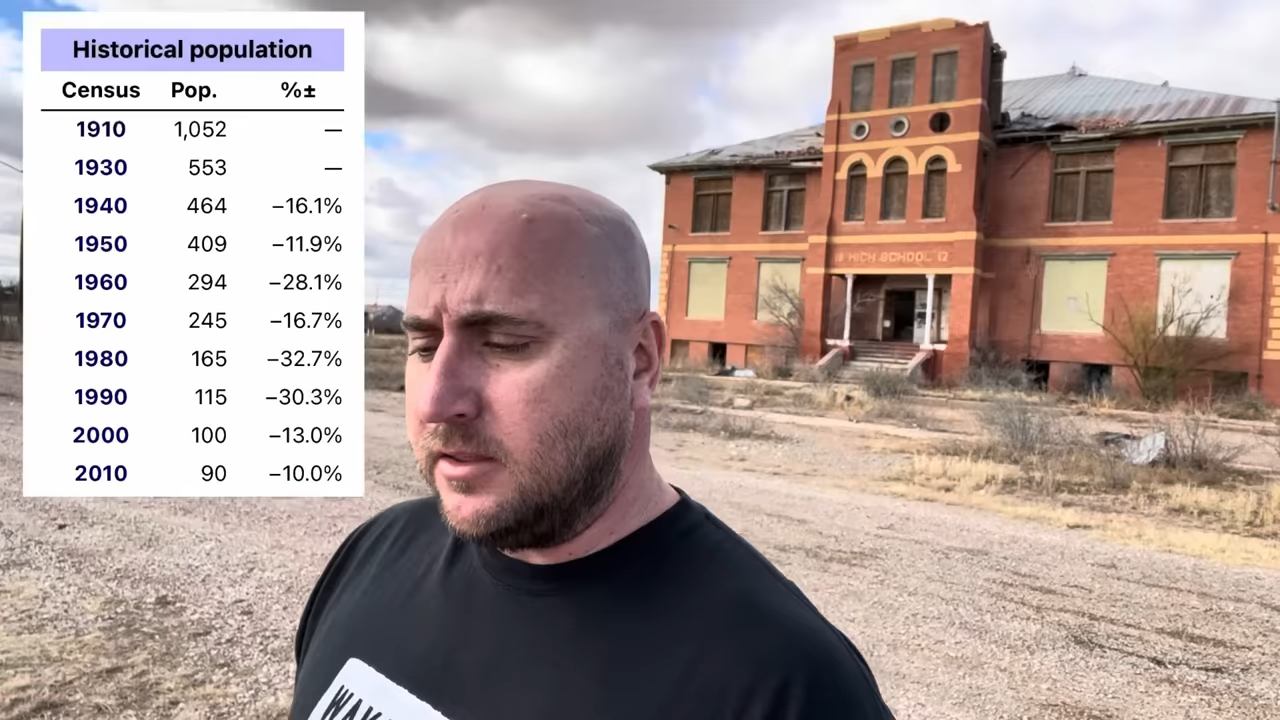 Historical population
Census Pop. %±
1910 1,052 —
1930 553 —
1940 464 −16.1%
1950 409 −11.9%
1960 294 −28.1%
1970 245 −16.7%
1980 165 −32.7%
1990 115 −30.3%
2000 100 −13.0%
2010 90 −10.0%
HIGH SCHOOL 12